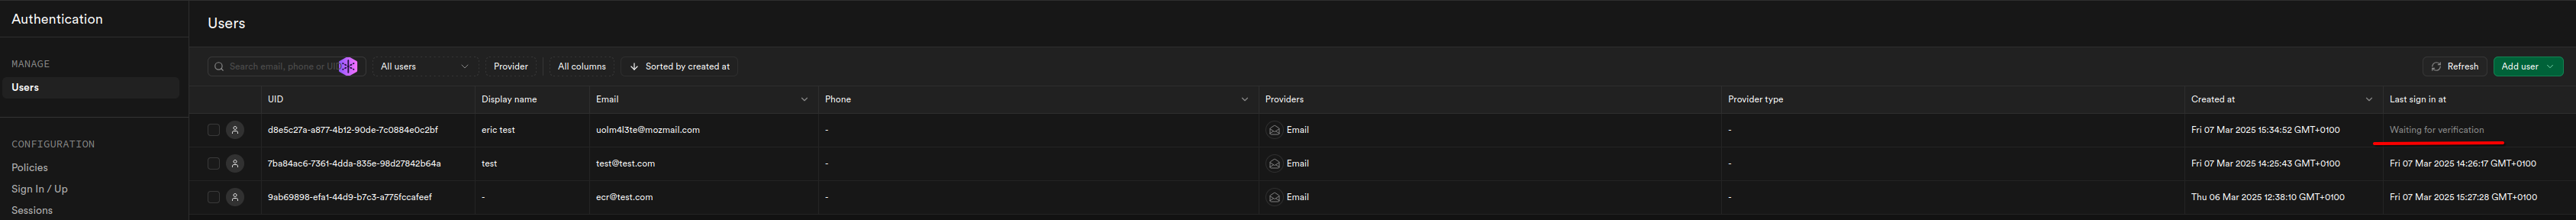 Authentication
Users
MANAGE
Search email, phone or UI
All users
Provider
All columns
Sorted by created at
Refresh
Add user
Users
UID Display name Email Phone Providers Provider type Created at Last sign in at
d8e5c27a-a877-4b12-90de-7c0884e0c2bf eric test uolm4l3te@mozmail.com - Email - Fri 07 Mar 2025 15:34:52 GMT+0100 Waiting for verification
CONFIGURATION
Policies
7ba84ac6-7361-4dda-835e-98d27842b64a test test@test.com - Email - Fri 07 Mar 2025 14:25:43 GMT+0100 Fri 07 Mar 2025 14:26:17 GMT+0100
Sign In / Up
9ab69898-efa1-44d9-b7c3-a775fccafeef - ecr@test.com - Email - Thu 06 Mar 2025 12:38:10 GMT+0100 Fri 07 Mar 2025 15:27:28 GMT+0100
Sessions